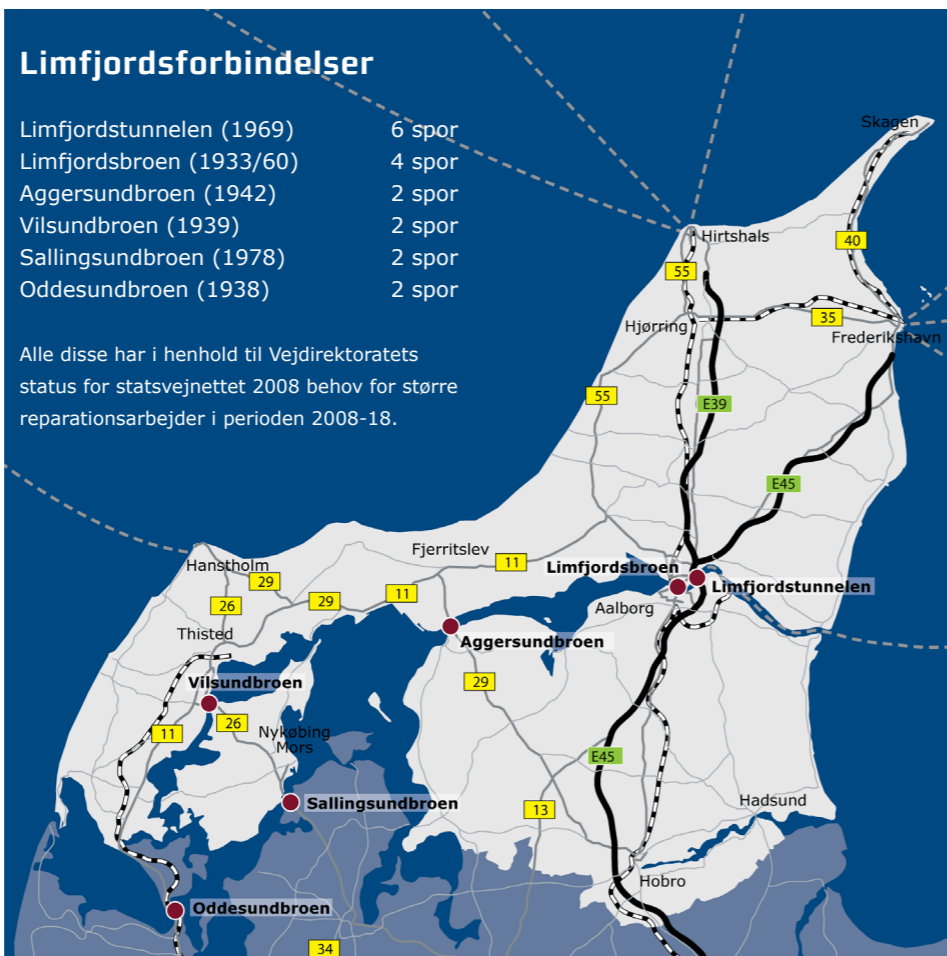 Limfjordsforbindelser
Limfjordstunnelen (1969) 6 spor
Limfjordsbroen (1933/60) 4 spor
Aggersundbroen (1942) 2 spor
Vilsundbroen (1939) 2 spor
Sallingsundbroen (1978) 2 spor
Oddesundbroen (1938) 2 spor
Alle disse har i henhold til Vejdirektoratets
status for statsvejnettet 2008 behov for større
reparationsarbejder i perioden 2008-18.
Skagen
Hirtshals
40
55
35
Hjørring
Frederikshavn
55
E39
E45
Fjerritslev
11
Hanstholm
29
Limfjordsbroen
Limfjordstunnelen
26
29
11
Aalborg
Thisted
Aggersundbroen
Vilsundbroen
29
11
26
Nykøbing
Mors
E45
Sallingsundbroen
13
Hadsund
Hobro
Oddesundbroen
34